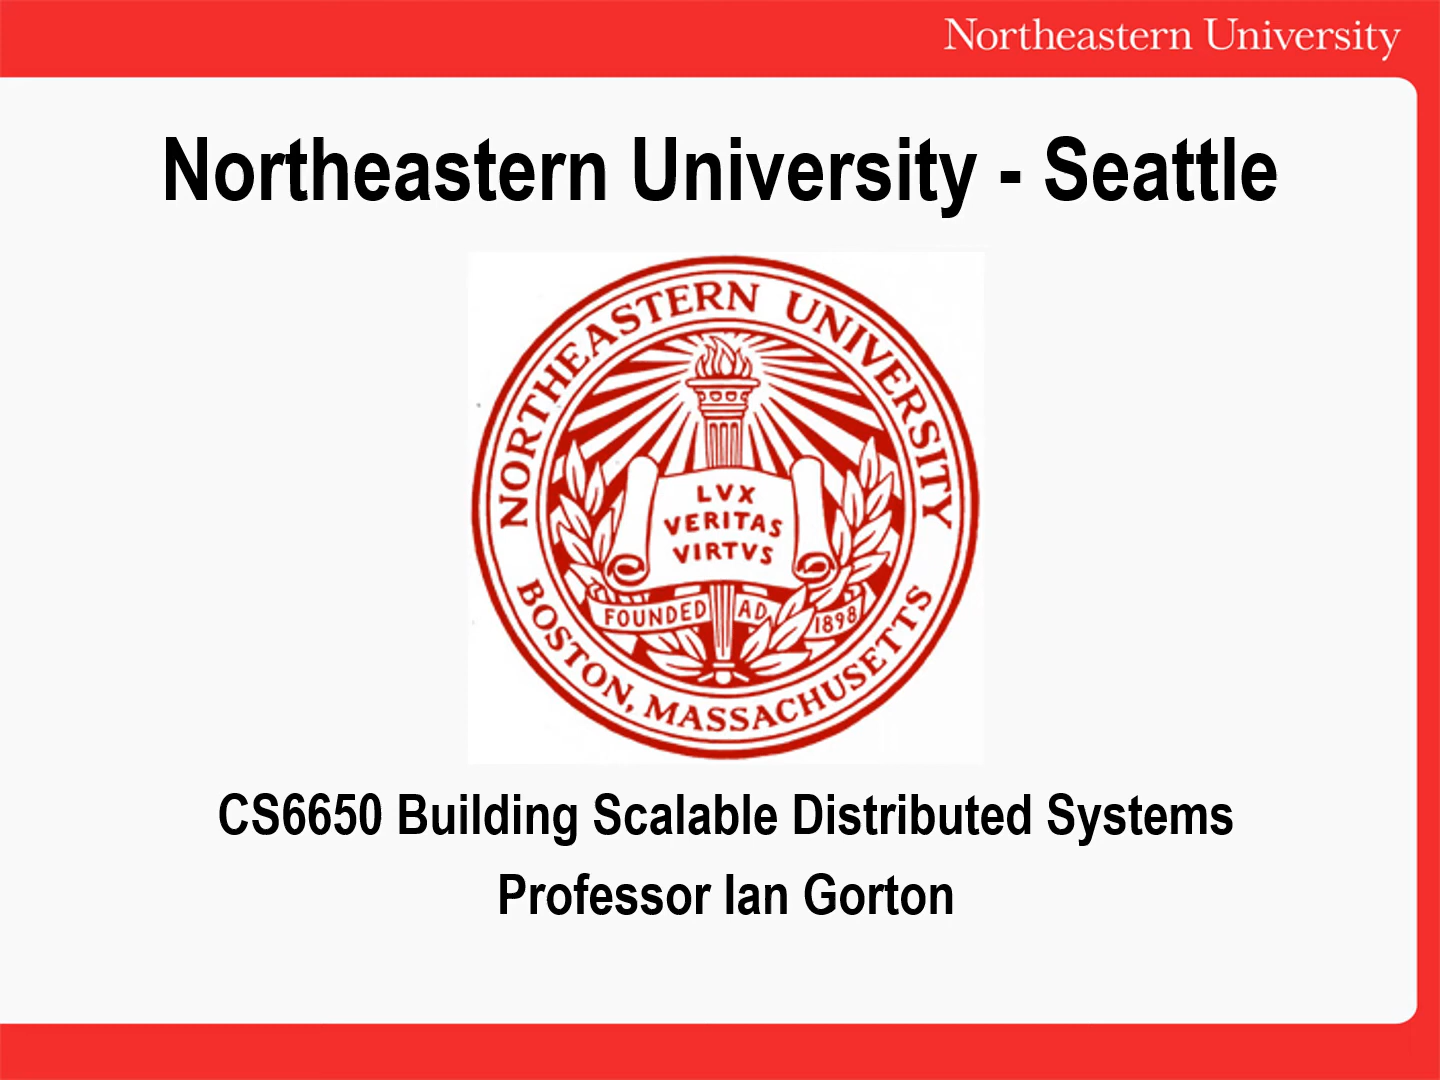 Northeastern University
Northeastern University - Seattle
NORTHEASTERN UNIVERSITY
LVX
VERITAS
VIRTVS
FOUNDED AD 1898
BOSTON, MASSACHUSETTS
CS6650 Building Scalable Distributed Systems
Professor Ian Gorton